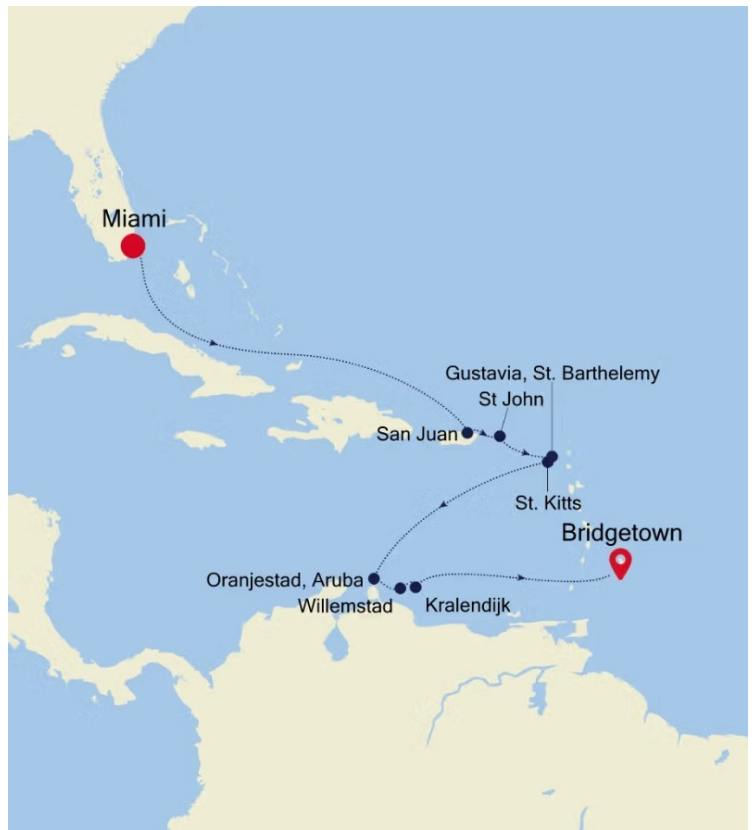 Miami
Gustavia, St. Barthelemy
St John
San Juan
St. Kitts
Bridgetown
Oranjestad, Aruba
Willemstad
Kralendijk